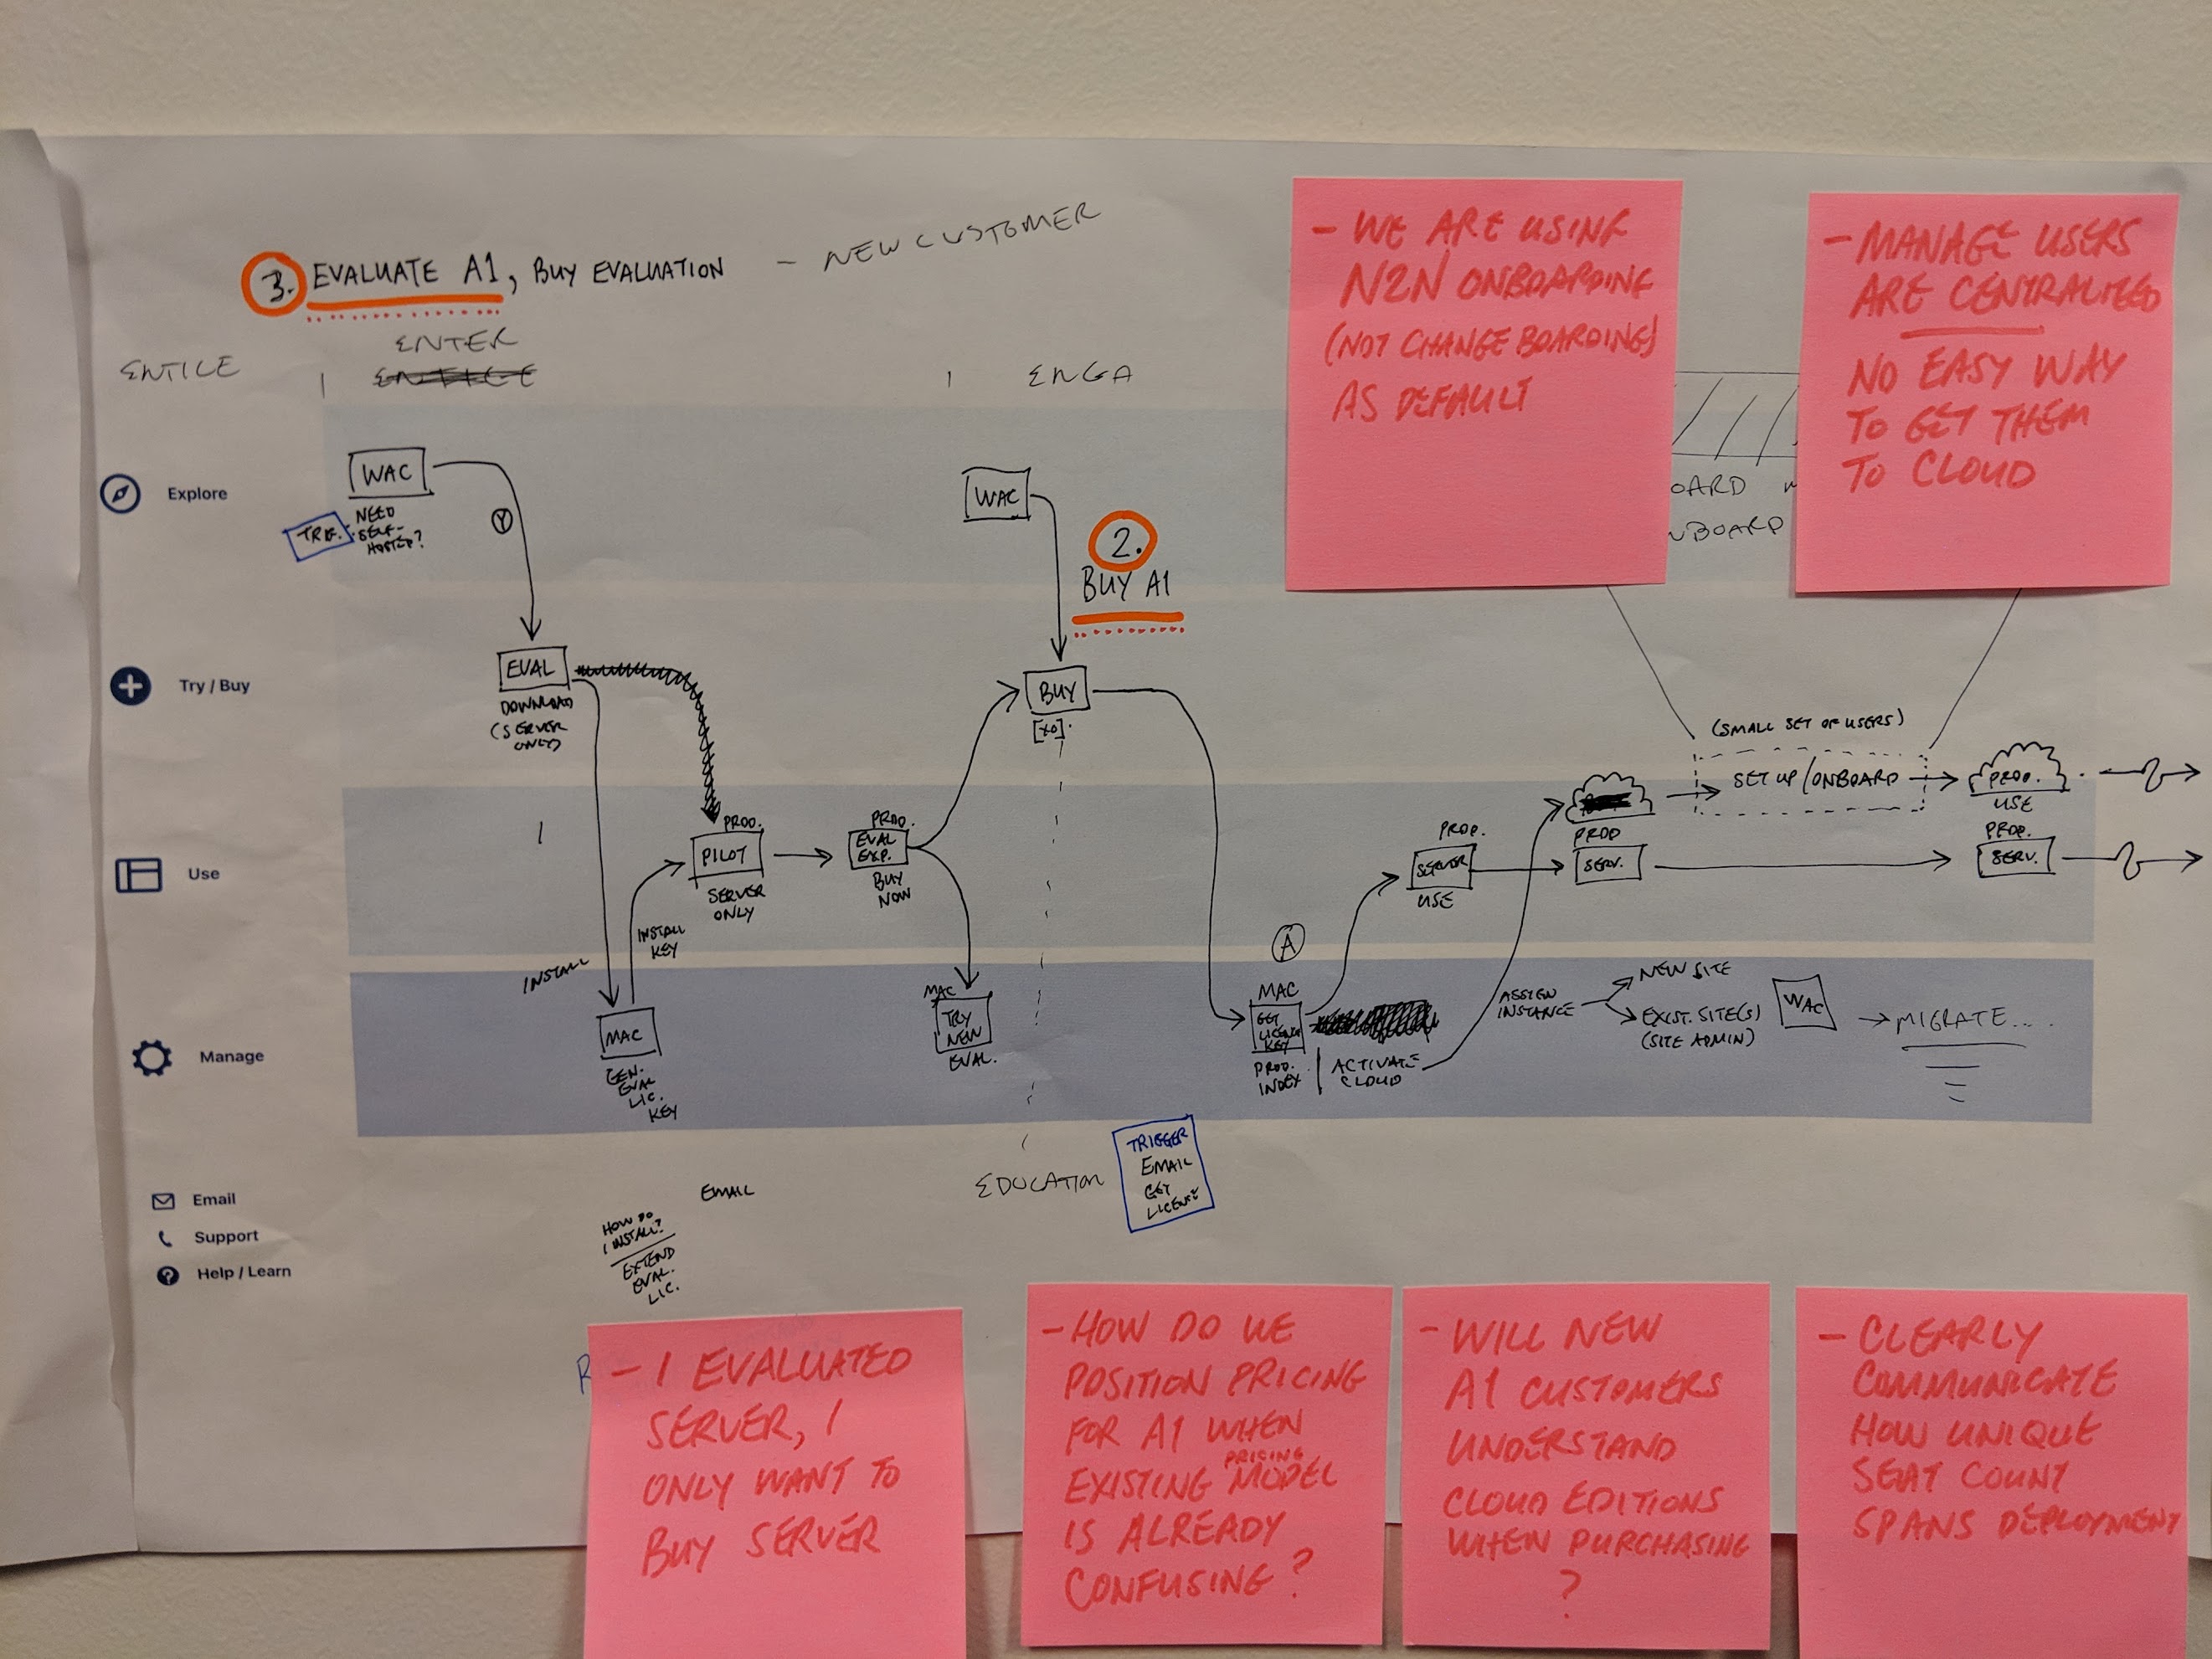 3. EVALUATE A1, BUY EVALUATION - NEW CUSTOMER
ENTICE
ENTER
ENGA
- WE ARE USING
N2N ONBOARDING
(NOT CHANGE BOARDING)
AS DEFAULT
- MANAGE USERS
ARE CENTRALIZED
NO EASY WAY
TO GET THEM
TO CLOUD
OARD
NBOARD
Explore
WAC
TRIG.
NEED
SELF-
HOSTED?
Y
WAC
2.
BUY A1
Try / Buy
EVAL
DOWNLOAD
(SERVER
ONLY)
BUY
[XO].
(SMALL SET OF USERS)
SET UP/ONBOARD
PROD.
USE
Use
PROD.
PILOT
SERVER
ONLY
PROD.
EVAL
EXP.
BUY
NOW
PROD.
SERVER
USE
PROD
SERV.
PROD.
SERV.
INSTALL
KEY
INSTALL
Manage
MAC
GEN.
EVAL
LIC.
KEY
MAC
TRY
NEW
EVAL.
A
MAC
GET
LICENSE
KEY
PROD.
INDEX
ACTIVATE
CLOUD
ASSIGN
INSTANCE
NEW SITE
EXIST. SITE(S)
(SITE ADMIN)
WAC
MIGRATE....
Email
Support
Help / Learn
EMAIL
HOW DO
I INSTALL?
EXTEND
EVAL.
LIC.
EDUCATION
TRIGGER
EMAIL
GET
LICENSE
R
- I EVALUATED
SERVER, I
ONLY WANT TO
BUY SERVER
- HOW DO WE
POSITION PRICING
FOR A1 WHEN
EXISTING PRICING MODEL
IS ALREADY
CONFUSING?
- WILL NEW
A1 CUSTOMERS
UNDERSTAND
CLOUD EDITIONS
WHEN PURCHASING
?
- CLEARLY
COMMUNICATE
HOW UNIQUE
SEAT COUNT
SPANS DEPLOYMENT